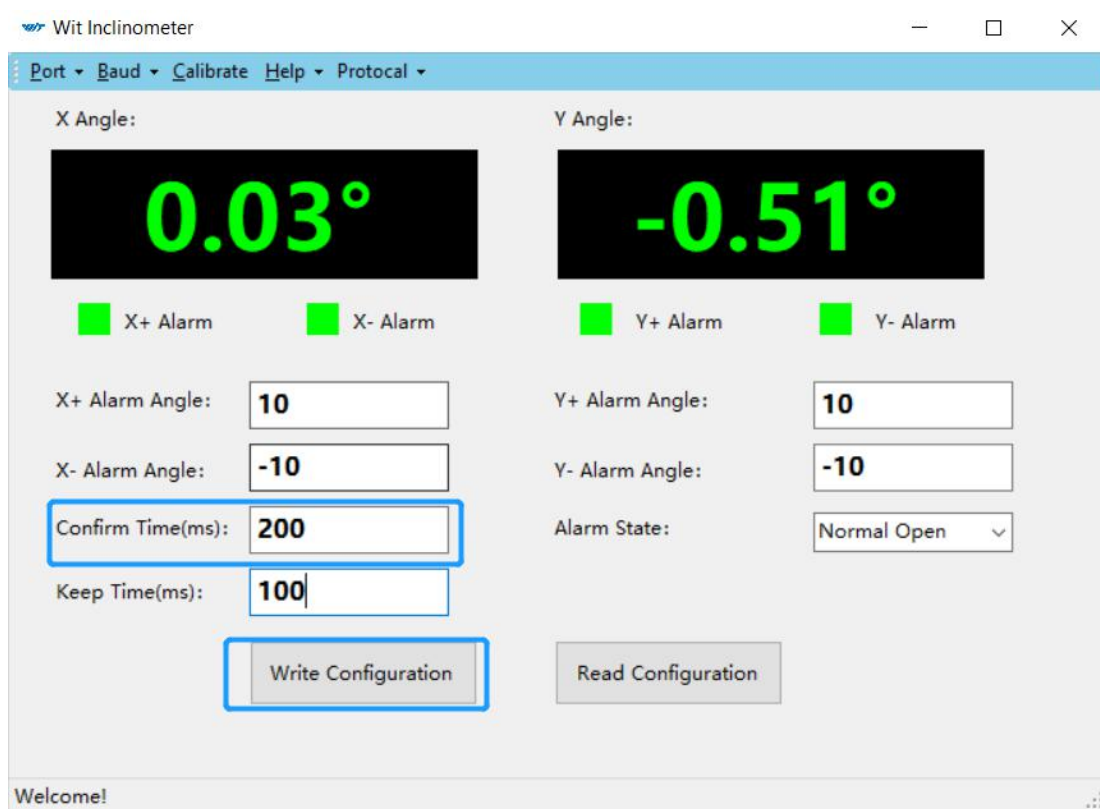 WIT Wit Inclinometer
Port Baud Calibrate Help Protocal
X Angle: Y Angle:
0.03° -0.51°
X+ Alarm X- Alarm Y+ Alarm Y- Alarm
X+ Alarm Angle: 10 Y+ Alarm Angle: 10
X- Alarm Angle: -10 Y- Alarm Angle: -10
Confirm Time(ms): 200 Alarm State: Normal Open
Keep Time(ms): 100
Write Configuration Read Configuration
Welcome!